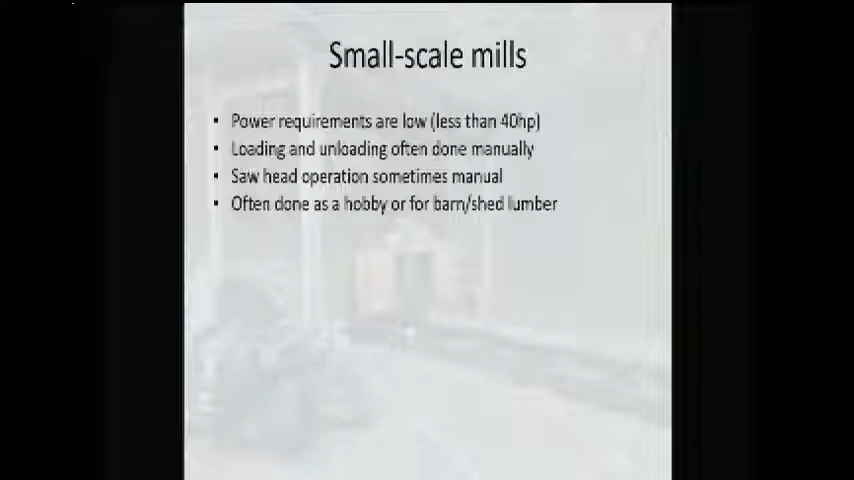 Small-scale mills
• Power requirements are low (less than 40hp)
• Loading and unloading often done manually
• Saw head operation sometimes manual
• Often done as a hobby or for barn/shed lumber